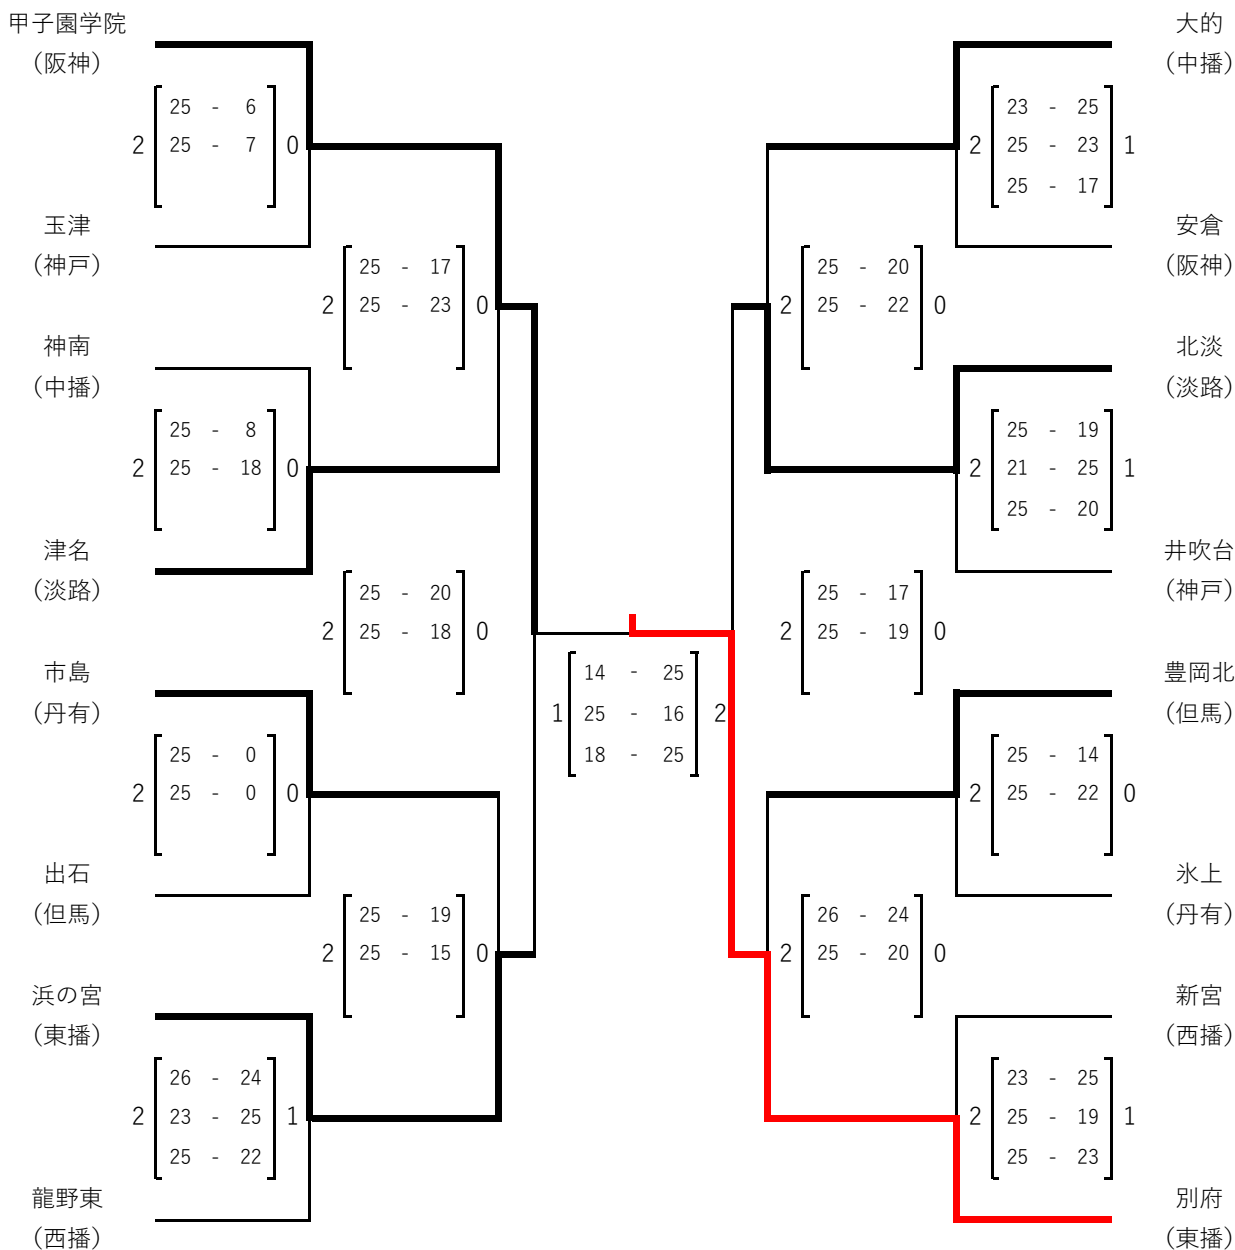 甲子園学院
（阪神）
2 25 - 6 0
25 - 7
玉津
（神戸）
2 25 - 17 0
25 - 23
神南
（中播）
2 25 - 8 0
25 - 18
津名
（淡路）
2 25 - 20 0
25 - 18
市島
（丹有）
2 25 - 0 0
25 - 0
出石
（但馬）
2 25 - 19 0
25 - 15
浜の宮
（東播）
2 26 - 24 1
23 - 25
25 - 22
龍野東
（西播）
1 14 - 25 2
25 - 16
18 - 25
大的
（中播）
2 23 - 25 1
25 - 23
25 - 17
安倉
（阪神）
2 25 - 20 0
25 - 22
北淡
（淡路）
2 25 - 19 1
21 - 25
25 - 20
井吹台
（神戸）
2 25 - 17 0
25 - 19
豊岡北
（但馬）
2 25 - 14 0
25 - 22
氷上
（丹有）
2 26 - 24 0
25 - 20
新宮
（西播）
2 23 - 25 1
25 - 19
25 - 23
別府
（東播）